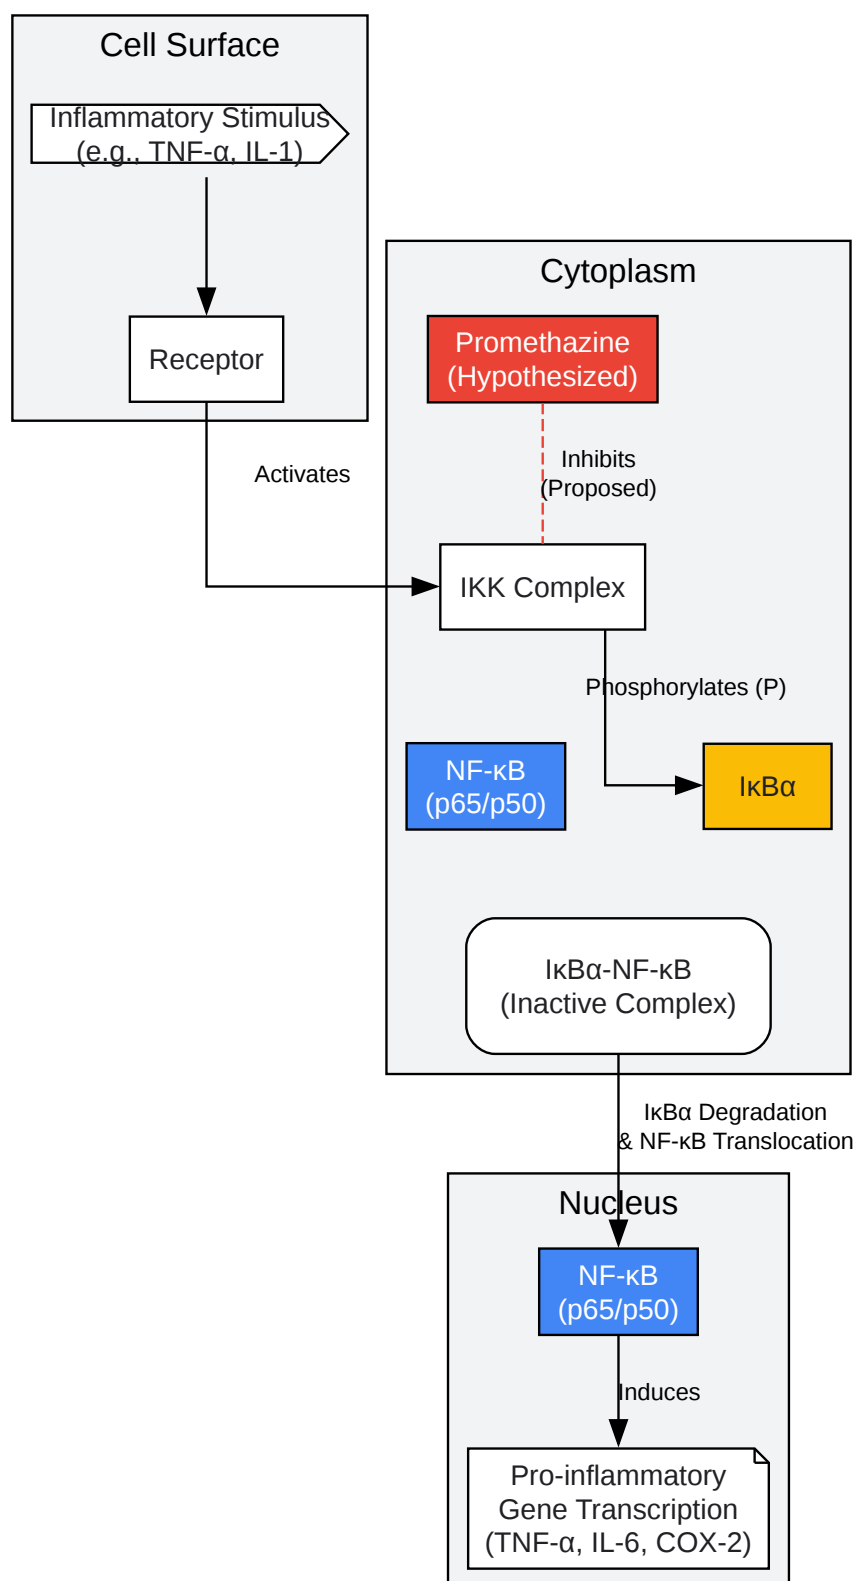 Cell Surface
Inflammatory Stimulus
(e.g., TNF-α, IL-1)
Receptor
Activates
Cytoplasm
Promethazine
(Hypothesized)
Inhibits
(Proposed)
IKK Complex
Phosphorylates (P)
NF-κB
(p65/p50)
IκBα
IκBα-NF-κB
(Inactive Complex)
IκBα Degradation
& NF-κB Translocation
Nucleus
NF-κB
(p65/p50)
Induces
Pro-inflammatory
Gene Transcription
(TNF-α, IL-6, COX-2)